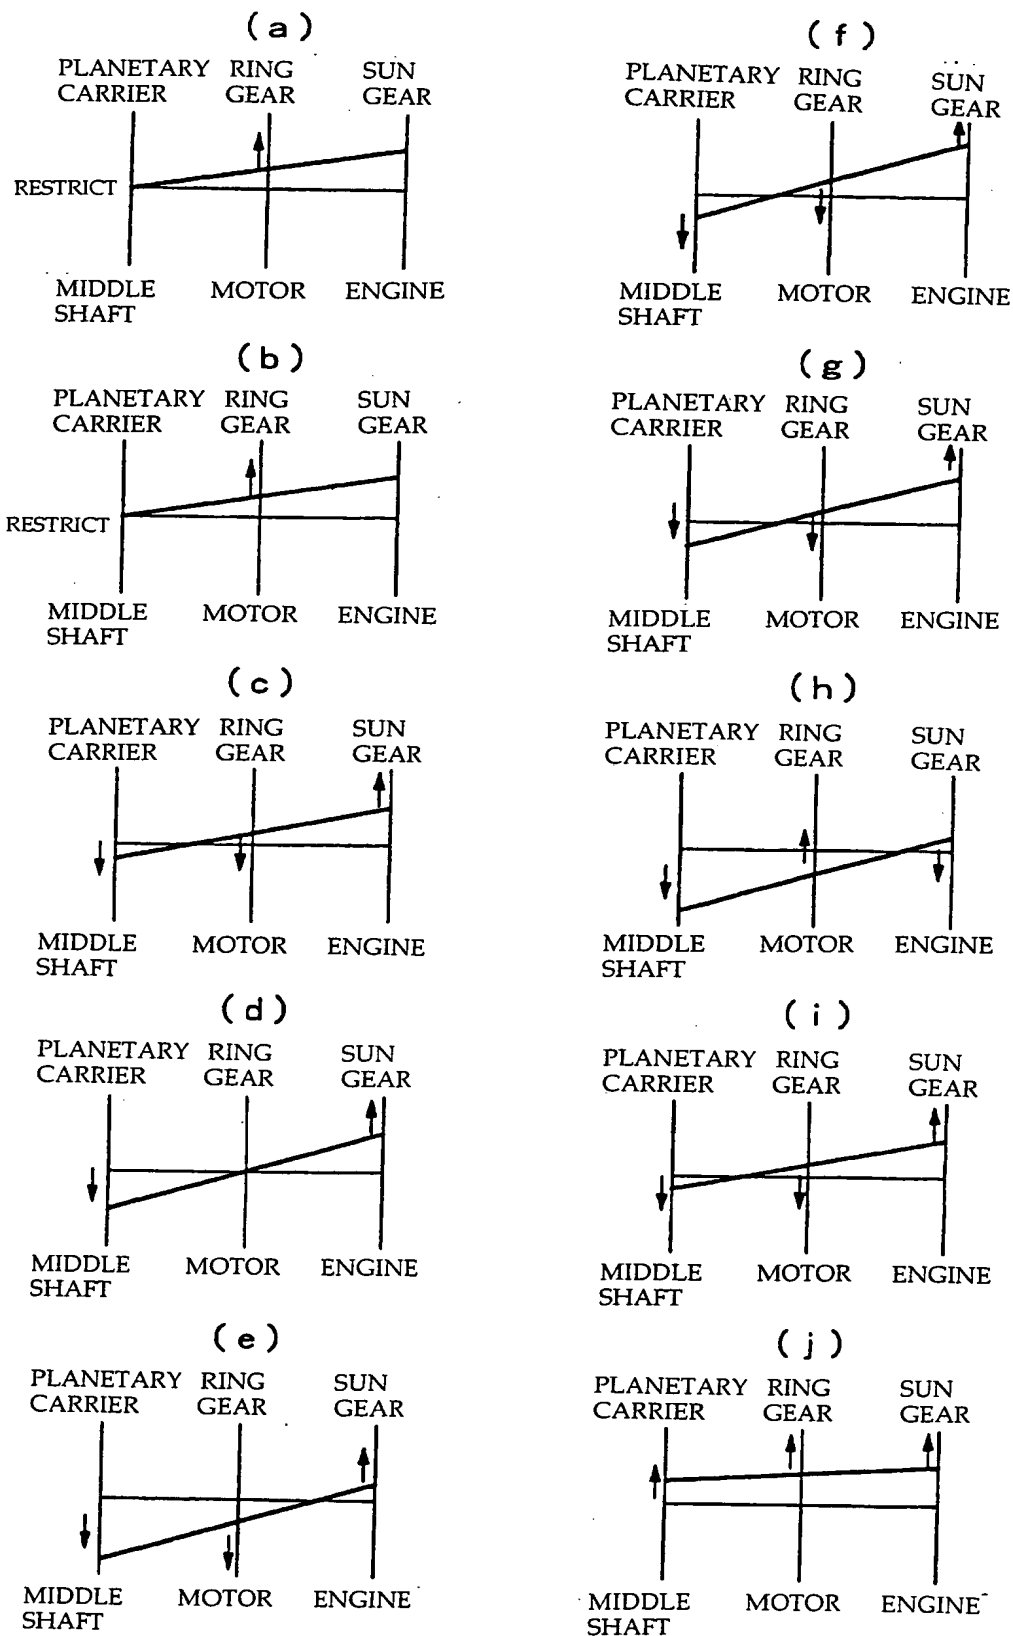 (a)
PLANETARY RING SUN
CARRIER GEAR GEAR
RESTRICT
MIDDLE MOTOR ENGINE
SHAFT
(b)
PLANETARY RING SUN
CARRIER GEAR GEAR
RESTRICT
MIDDLE MOTOR ENGINE
SHAFT
(c)
PLANETARY RING SUN
CARRIER GEAR GEAR
MIDDLE MOTOR ENGINE
SHAFT
(d)
PLANETARY RING SUN
CARRIER GEAR GEAR
MIDDLE MOTOR ENGINE
SHAFT
(e)
PLANETARY RING SUN
CARRIER GEAR GEAR
MIDDLE MOTOR ENGINE
SHAFT
(f)
PLANETARY RING SUN
CARRIER GEAR GEAR
MIDDLE MOTOR ENGINE
SHAFT
(g)
PLANETARY RING SUN
CARRIER GEAR GEAR
MIDDLE MOTOR ENGINE
SHAFT
(h)
PLANETARY RING SUN
CARRIER GEAR GEAR
MIDDLE MOTOR ENGINE
SHAFT
(i)
PLANETARY RING SUN
CARRIER GEAR GEAR
MIDDLE MOTOR ENGINE
SHAFT
(j)
PLANETARY RING SUN
CARRIER GEAR GEAR
MIDDLE MOTOR ENGINE
SHAFT